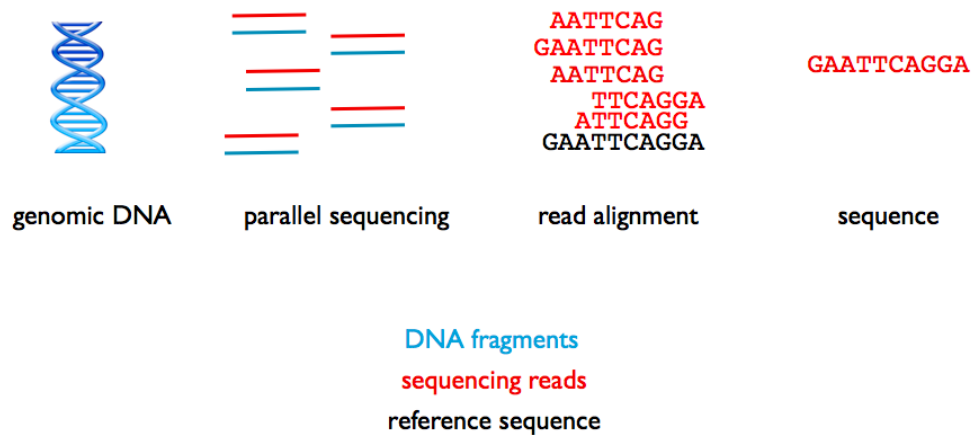 AATTCAG
GAATTCAG
AATTCAG
TTCAGGA
ATTCAGG
GAATTCAGGA
GAATTCAGGA
genomic DNA
parallel sequencing
read alignment
sequence
DNA fragments
sequencing reads
reference sequence